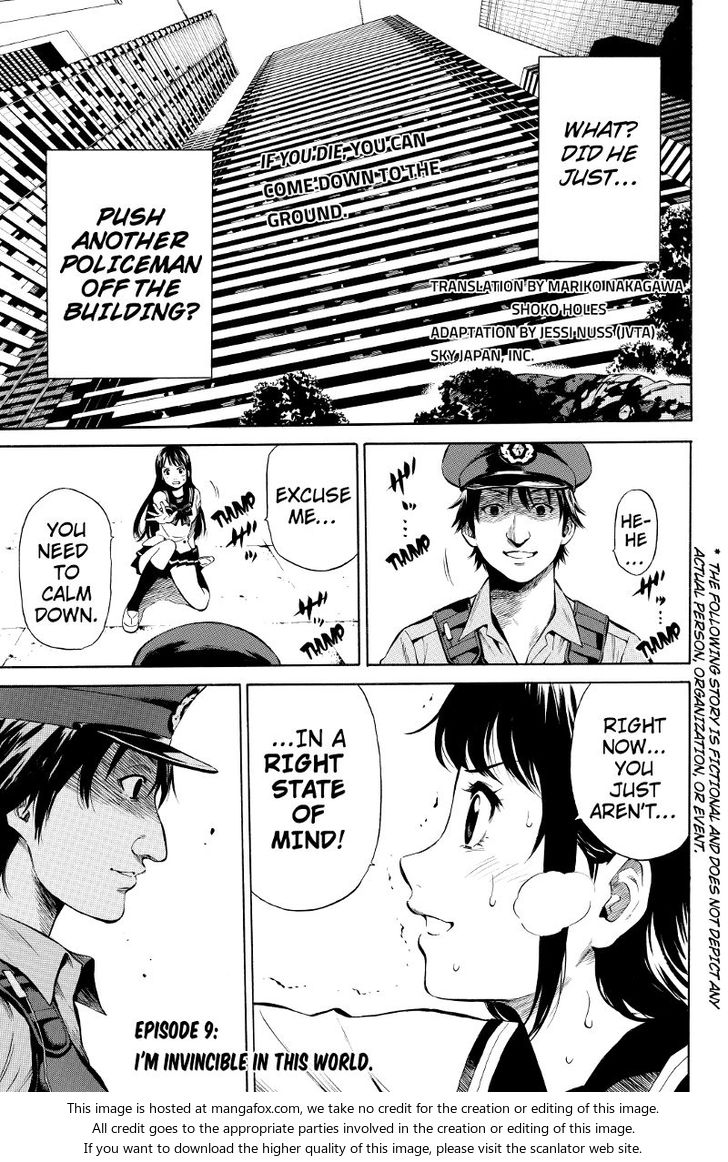 WHAT?
DID HE
JUST...
IF YOU DIE, YOU CAN
COME DOWN TO THE
GROUND.
PUSH
ANOTHER
POLICEMAN
OFF THE
BUILDING?
TRANSLATION BY MARIKO NAKAGAWA
SHOKO HOLES
ADAPTATION BY JESSI NUSS (JVTA)
SKY JAPAN, INC.
HE-
HE
...
THUMP
THUMP
EXCUSE
ME...
THUMP
THUMP
YOU
NEED
TO
CALM
DOWN.
RIGHT
NOW...
YOU
JUST
AREN'T...
...IN A
RIGHT
STATE
OF
MIND!
EPISODE 9:
I'M INVINCIBLE IN THIS WORLD.
* THE FOLLOWING STORY IS FICTIONAL AND DOES NOT DEPICT ANY
ACTUAL PERSON, ORGANIZATION, OR EVENT.
This image is hosted at mangafox.com, we take no credit for the creation or editing of this image.
All credit goes to the appropriate parties involved in the creation or editing of this image.
If you want to download the higher quality of this image, please visit the scanlator web site.